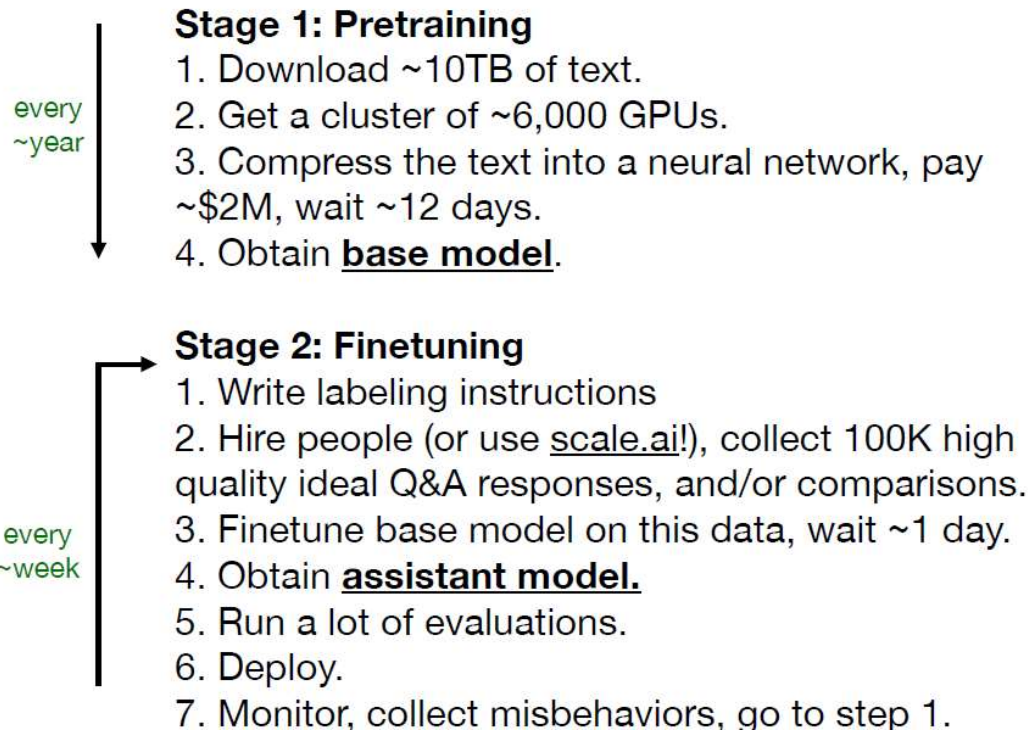 Stage 1: Pretraining
1. Download ~10TB of text.
2. Get a cluster of ~6,000 GPUs.
every
~year
3. Compress the text into a neural network, pay
~$2M, wait ~12 days.
4. Obtain base model.
Stage 2: Finetuning
1. Write labeling instructions
2. Hire people (or use scale.ai!), collect 100K high
quality ideal Q&A responses, and/or comparisons.
every
~week
3. Finetune base model on this data, wait ~1 day.
4. Obtain assistant model.
5. Run a lot of evaluations.
6. Deploy.
7. Monitor, collect misbehaviors, go to step 1.